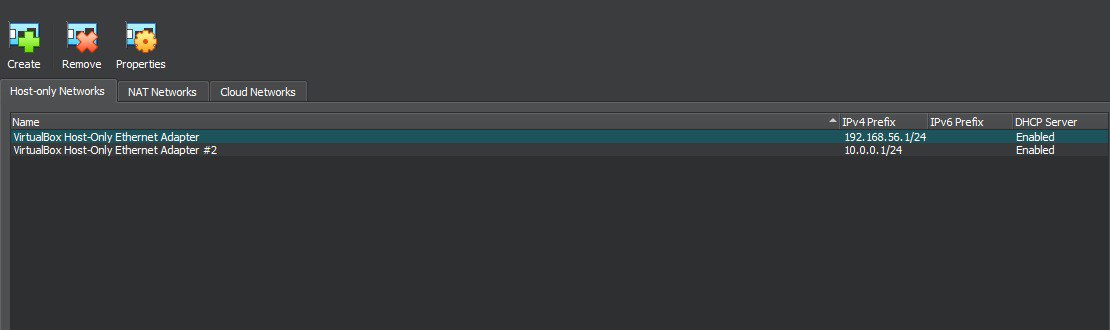 Create Remove Properties
Host-only Networks NAT Networks Cloud Networks
Name IPv4 Prefix IPv6 Prefix DHCP Server
VirtualBox Host-Only Ethernet Adapter 192.168.56.1/24 Enabled
VirtualBox Host-Only Ethernet Adapter #2 10.0.0.1/24 Enabled